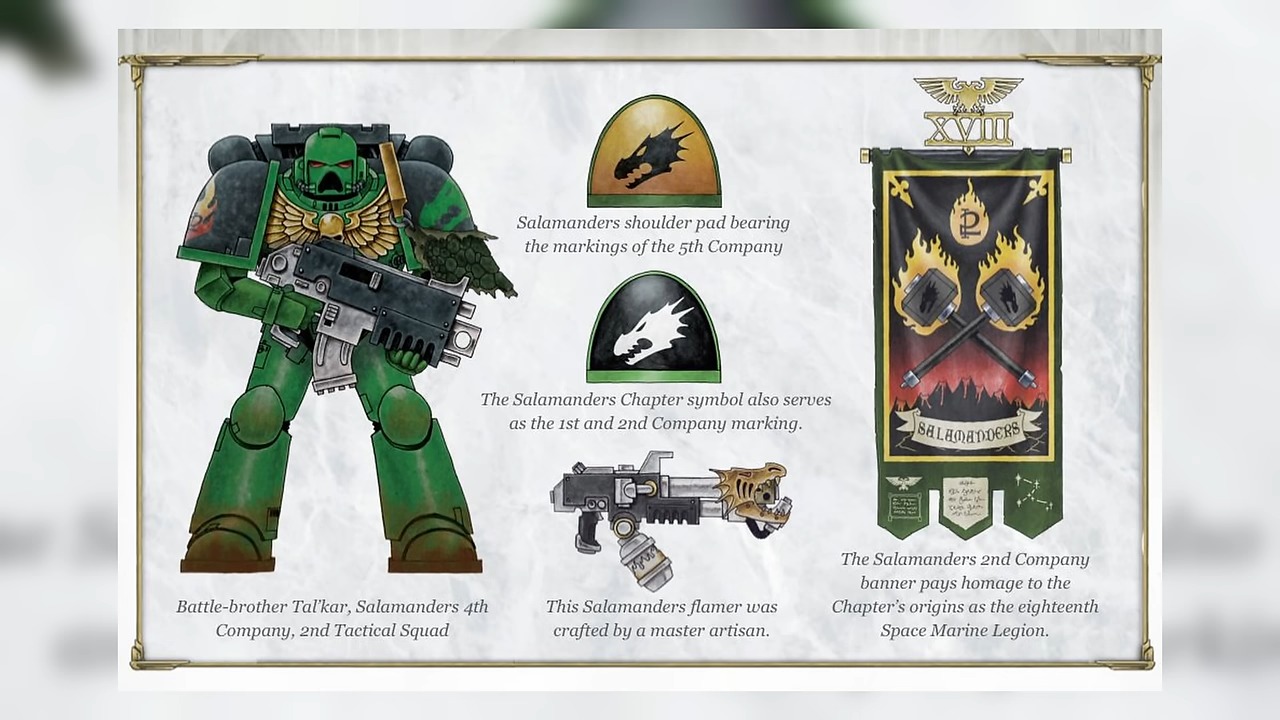 Salamanders shoulder pad bearing
the markings of the 5th Company
The Salamanders Chapter symbol also serves
as the 1st and 2nd Company marking.
Battle-brother Tal'kar, Salamanders 4th
Company, 2nd Tactical Squad
This Salamanders flamer was
crafted by a master artisan.
XVIII
SALAMANDERS
The Salamanders 2nd Company
banner pays homage to the
Chapter's origins as the eighteenth
Space Marine Legion.